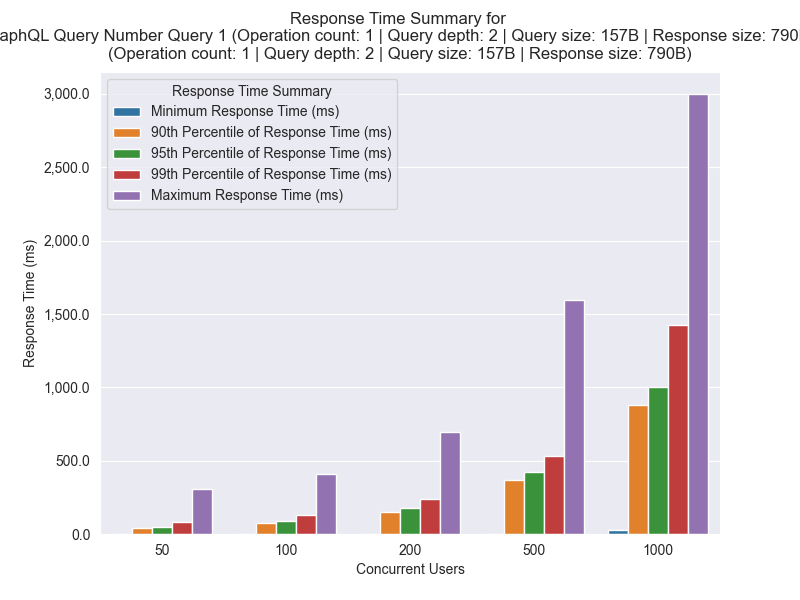 Response Time Summary for
aphQL Query Number Query 1 (Operation count: 1 | Query depth: 2 | Query size: 157B | Response size: 790
(Operation count: 1 | Query depth: 2 | Query size: 157B | Response size: 790B)
Response Time Summary
Minimum Response Time (ms)
90th Percentile of Response Time (ms)
95th Percentile of Response Time (ms)
99th Percentile of Response Time (ms)
Maximum Response Time (ms)
Response Time (ms)
3,000.0
2,500.0
2,000.0
1,500.0
1,000.0
500.0
0.0
50 100 200 500 1000
Concurrent Users